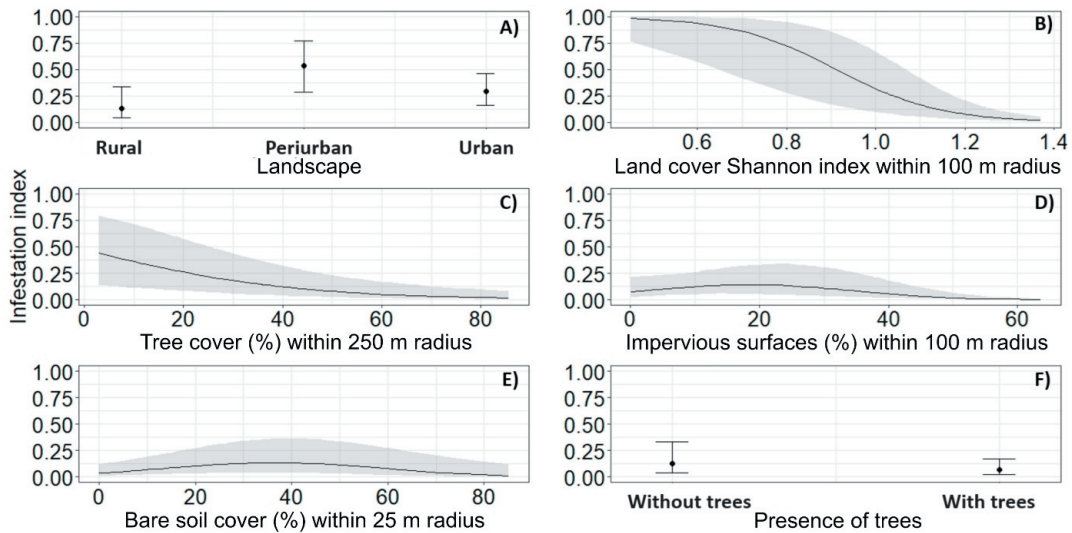 Infestation index
A)
1.00
0.75
0.50
0.25
0.00
Rural Periurban Urban
Landscape
B)
1.00
0.75
0.50
0.25
0.00
0.6 0.8 1.0 1.2 1.4
Land cover Shannon index within 100 m radius
C)
1.00
0.75
0.50
0.25
0.00
0 20 40 60 80
Tree cover (%) within 250 m radius
D)
1.00
0.75
0.50
0.25
0.00
0 20 40 60
Impervious surfaces (%) within 100 m radius
E)
1.00
0.75
0.50
0.25
0.00
0 20 40 60 80
Bare soil cover (%) within 25 m radius
F)
1.00
0.75
0.50
0.25
0.00
Without trees With trees
Presence of trees